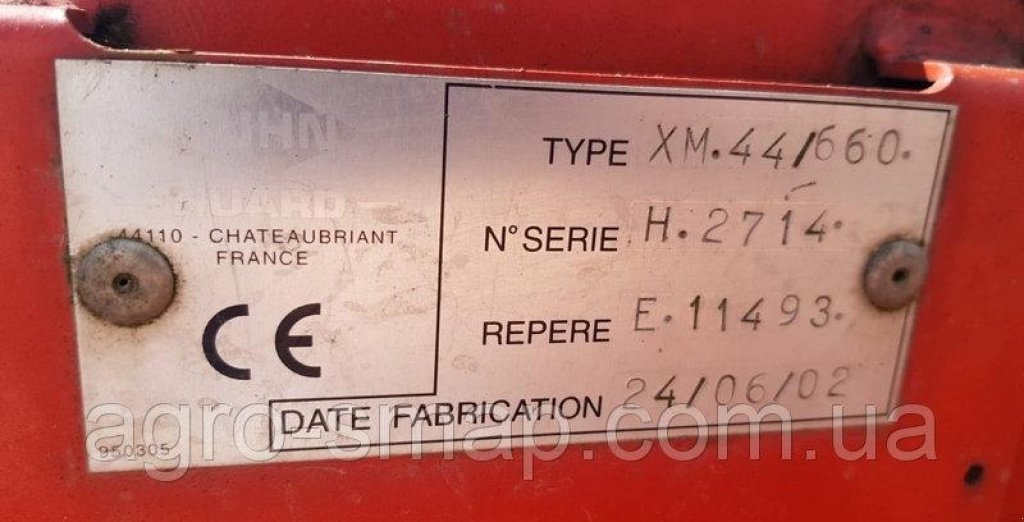 HUARD
44110 - CHATEAUBRIANT
FRANCE
CE
TYPE XM.44/660.
N° SERIE H.2714.
REPERE E.11493.
DATE FABRICATION 24/06/02
950305
agro-smap.com.ua